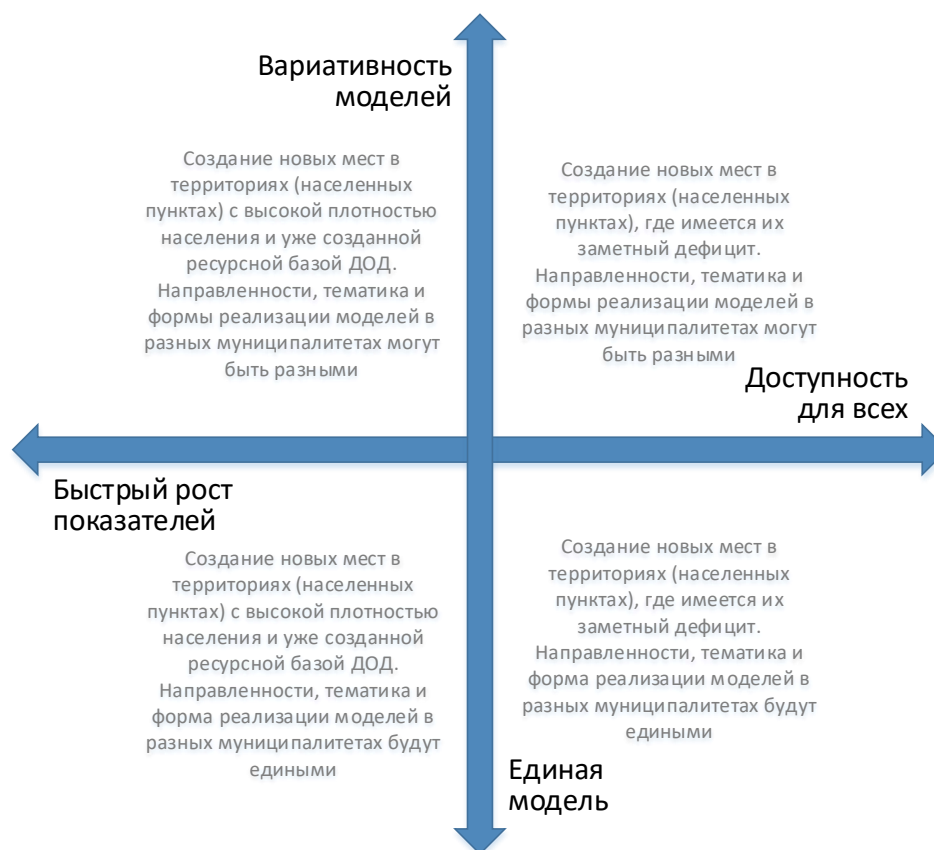 Вариативность
моделей
Создание новых мест в
территориях (населенных
пунктах) с высокой плотностью
населения и уже созданной
ресурсной базой ДОД.
Направленности, тематика и
формы реализации моделей в
разных муниципалитетах могут
быть разными
Создание новых мест в
территориях (населенных
пунктах), где имеется их
заметный дефицит.
Направленности, тематика и
формы реализации моделей в
разных муниципалитетах могут
быть разными
Доступность
для всех
Быстрый рост
показателей
Создание новых мест в
территориях (населенных
пунктах) с высокой плотностью
населения и уже созданной
ресурсной базой ДОД.
Направленности, тематика и
форма реализации моделей в
разных муниципалитетах будут
едиными
Создание новых мест в
территориях (населенных
пунктах), где имеется их
заметный дефицит.
Направленности, тематика и
форма реализации моделей в
разных муниципалитетах будут
едиными
Единая
модель